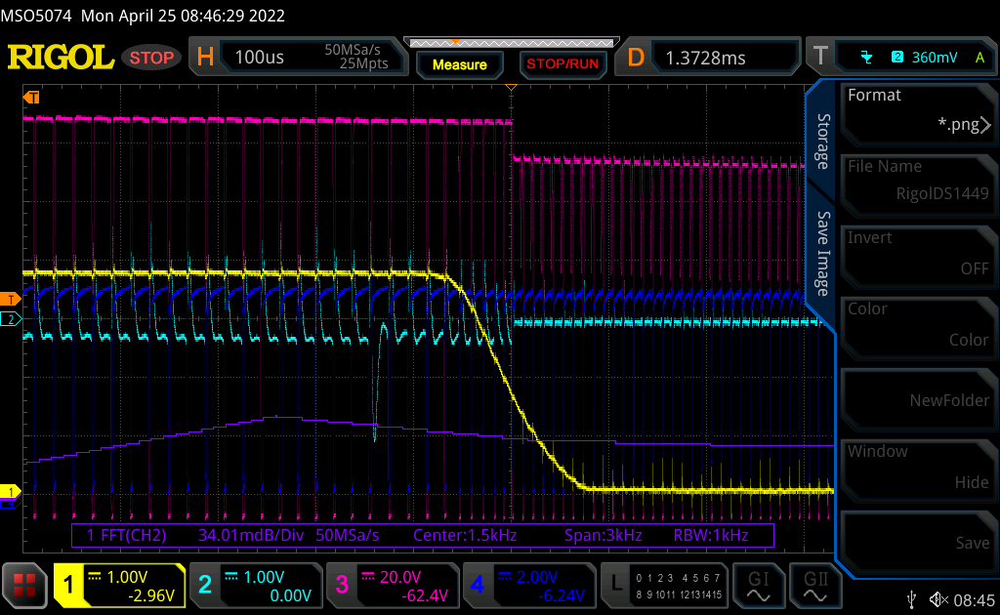 MSO5074 Mon April 25 08:46:29 2022
RIGOL STOP H 100us 50MSa/s 25Mpts Measure STOP/RUN D 1.3728ms T 2 360mV A
T
Format
*.png
Storage
File Name
RigolDS1449
Save Image
Invert
OFF
T
2
Color
Color
NewFolder
Window
Hide
1
Save
1 FFT(CH2) 34.01mdB/Div 50MSa/s Center:1.5kHz Span:3kHz RBW:1kHz
1 1.00V -2.96V
2 1.00V 0.00V
3 20.0V -62.4V
4 2.00V -6.24V
L 0 1 2 3 4 5 6 7
8 9 10 11 12 13 14 15
GI
GII
08:45